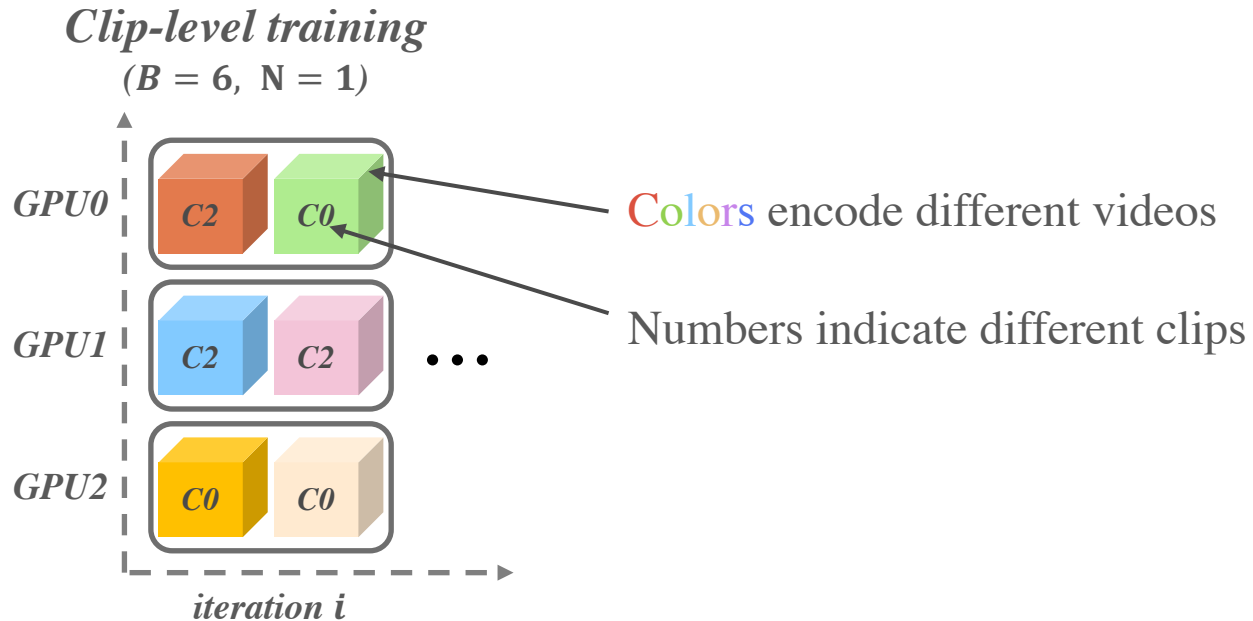 Clip-level training
(B = 6, N = 1)
GPU0
C2
C0
Colors encode different videos
Numbers indicate different clips
GPU1
C2
C2
...
GPU2
C0
C0
iteration i